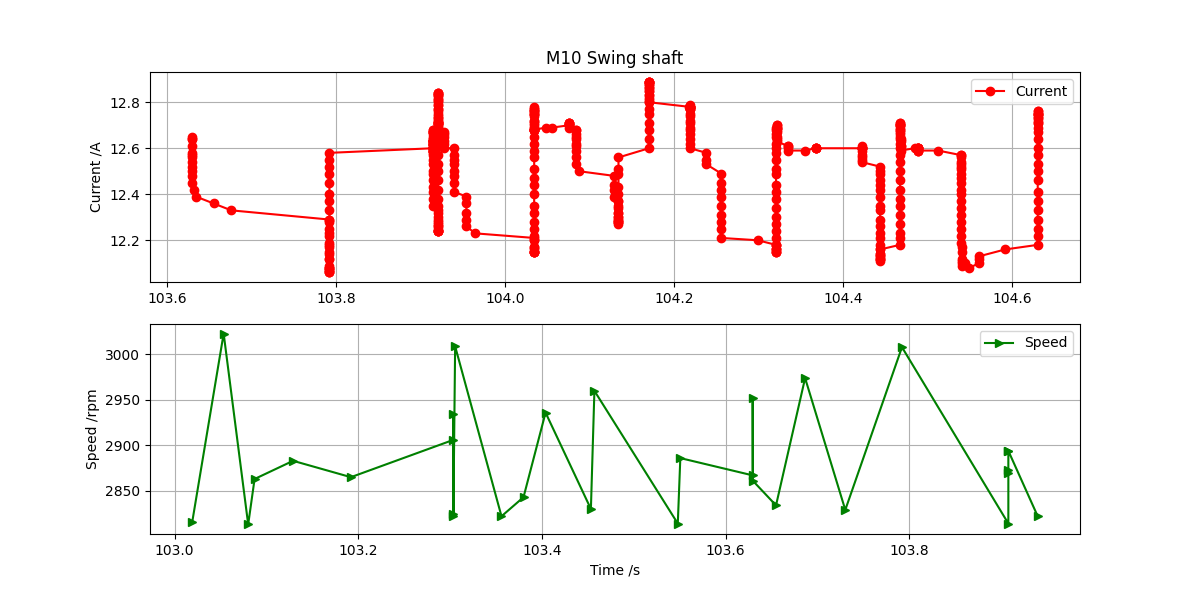 M10 Swing shaft
Current /A
12.8
12.6
12.4
12.2
Current
103.6 103.8 104.0 104.2 104.4 104.6
Speed /rpm
3000
2950
2900
2850
Speed
103.0 103.2 103.4 103.6 103.8
Time /s